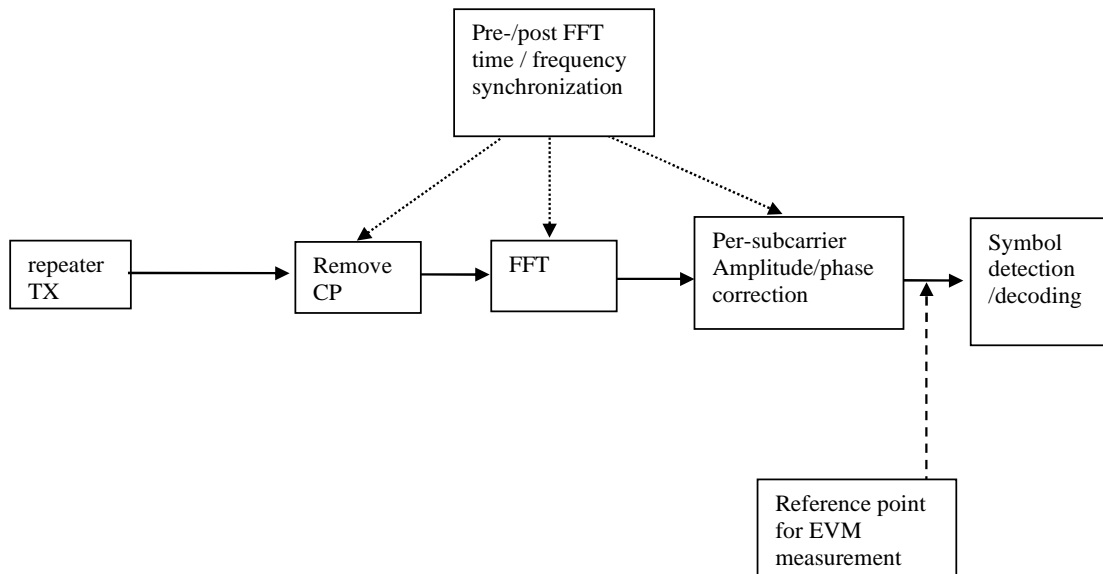 Pre-/post FFT
time / frequency
synchronization
repeater
TX
Remove
CP
FFT
Per-subcarrier
Amplitude/phase
correction
Symbol
detection
/decoding
Reference point
for EVM
measurement